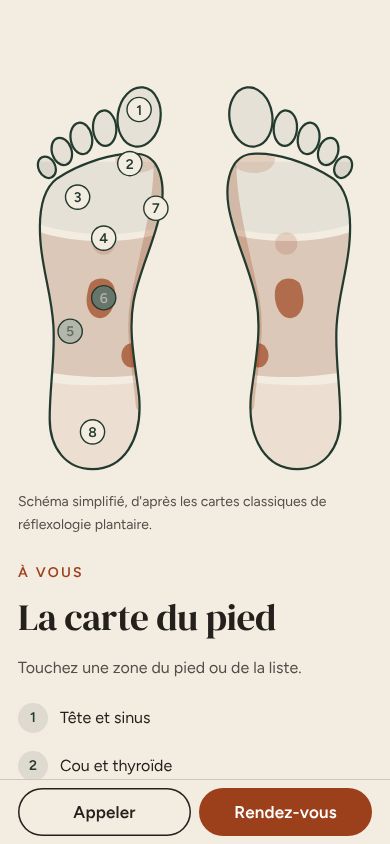 1
2
3
7
4
6
5
8
Schéma simplifié, d'après les cartes classiques de
réflexologie plantaire.
À VOUS
La carte du pied
Touchez une zone du pied ou de la liste.
1 Tête et sinus
2 Cou et thyroïde
Appeler
Rendez-vous